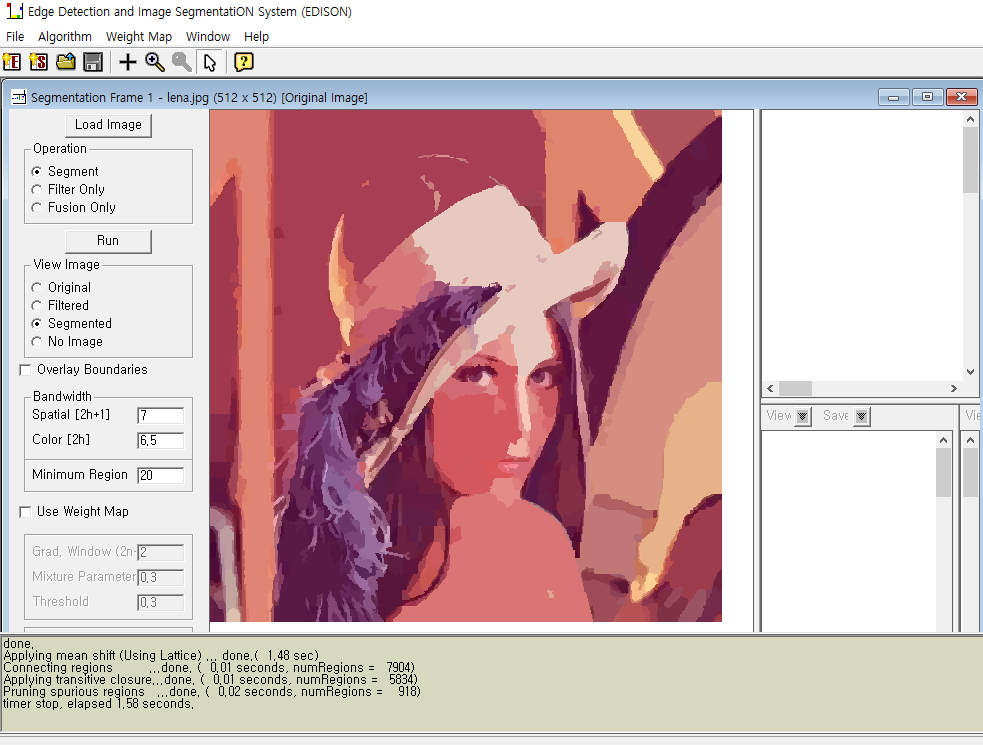 Edge Detection and Image SegmentatiON System (EDISON)
File Algorithm Weight Map Window Help
E S ?
Segmentation Frame 1 - lena.jpg (512 x 512) [Original Image]
Load Image
Operation
Segment
Filter Only
Fusion Only
Run
View Image
Original
Filtered
Segmented
No Image
Overlay Boundaries
Bandwidth
Spatial [2h+1] 7
Color [2h] 6,5
Minimum Region 20
Use Weight Map
Grad, Window (2n- 2
Mixture Parameter 0,3
Threshold 0,3
View Save Vie
done,
Applying mean shift (Using Lattice) ,,, done,( 1,48 sec)
Connecting regions ,,,done, ( 0,01 seconds, numRegions = 7904)
Applying transitive closure,,,done, ( 0,01 seconds, numRegions = 5834)
Pruning spurious regions ,,,done, ( 0,02 seconds, numRegions = 918)
timer stop, elapsed 1,58 seconds,